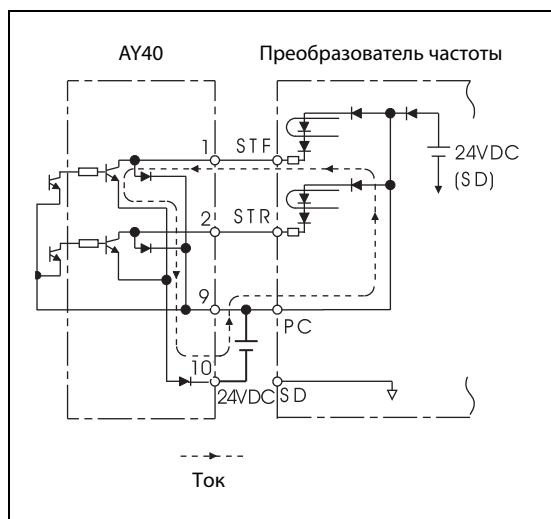 AY40
Преобразователь частоты
1 STF
24VDC
(SD)
2 STR
9
PC
10
24VDC SD
Ток